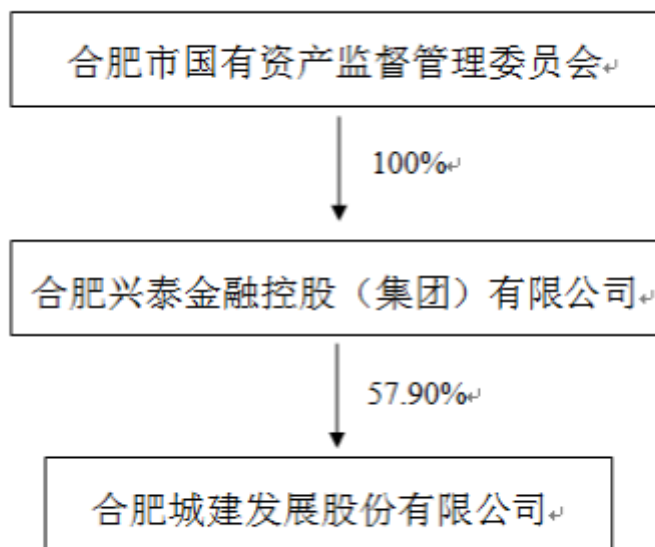 合肥市国有资产监督管理委员会
100%
合肥兴泰金融控股（集团）有限公司
57.90%
合肥城建发展股份有限公司